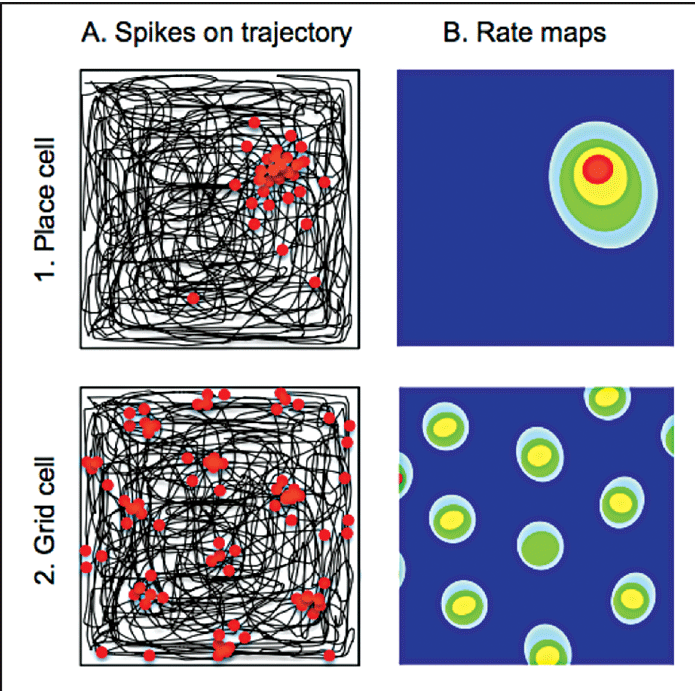 A. Spikes on trajectory
B. Rate maps
1. Place cell
2. Grid cell